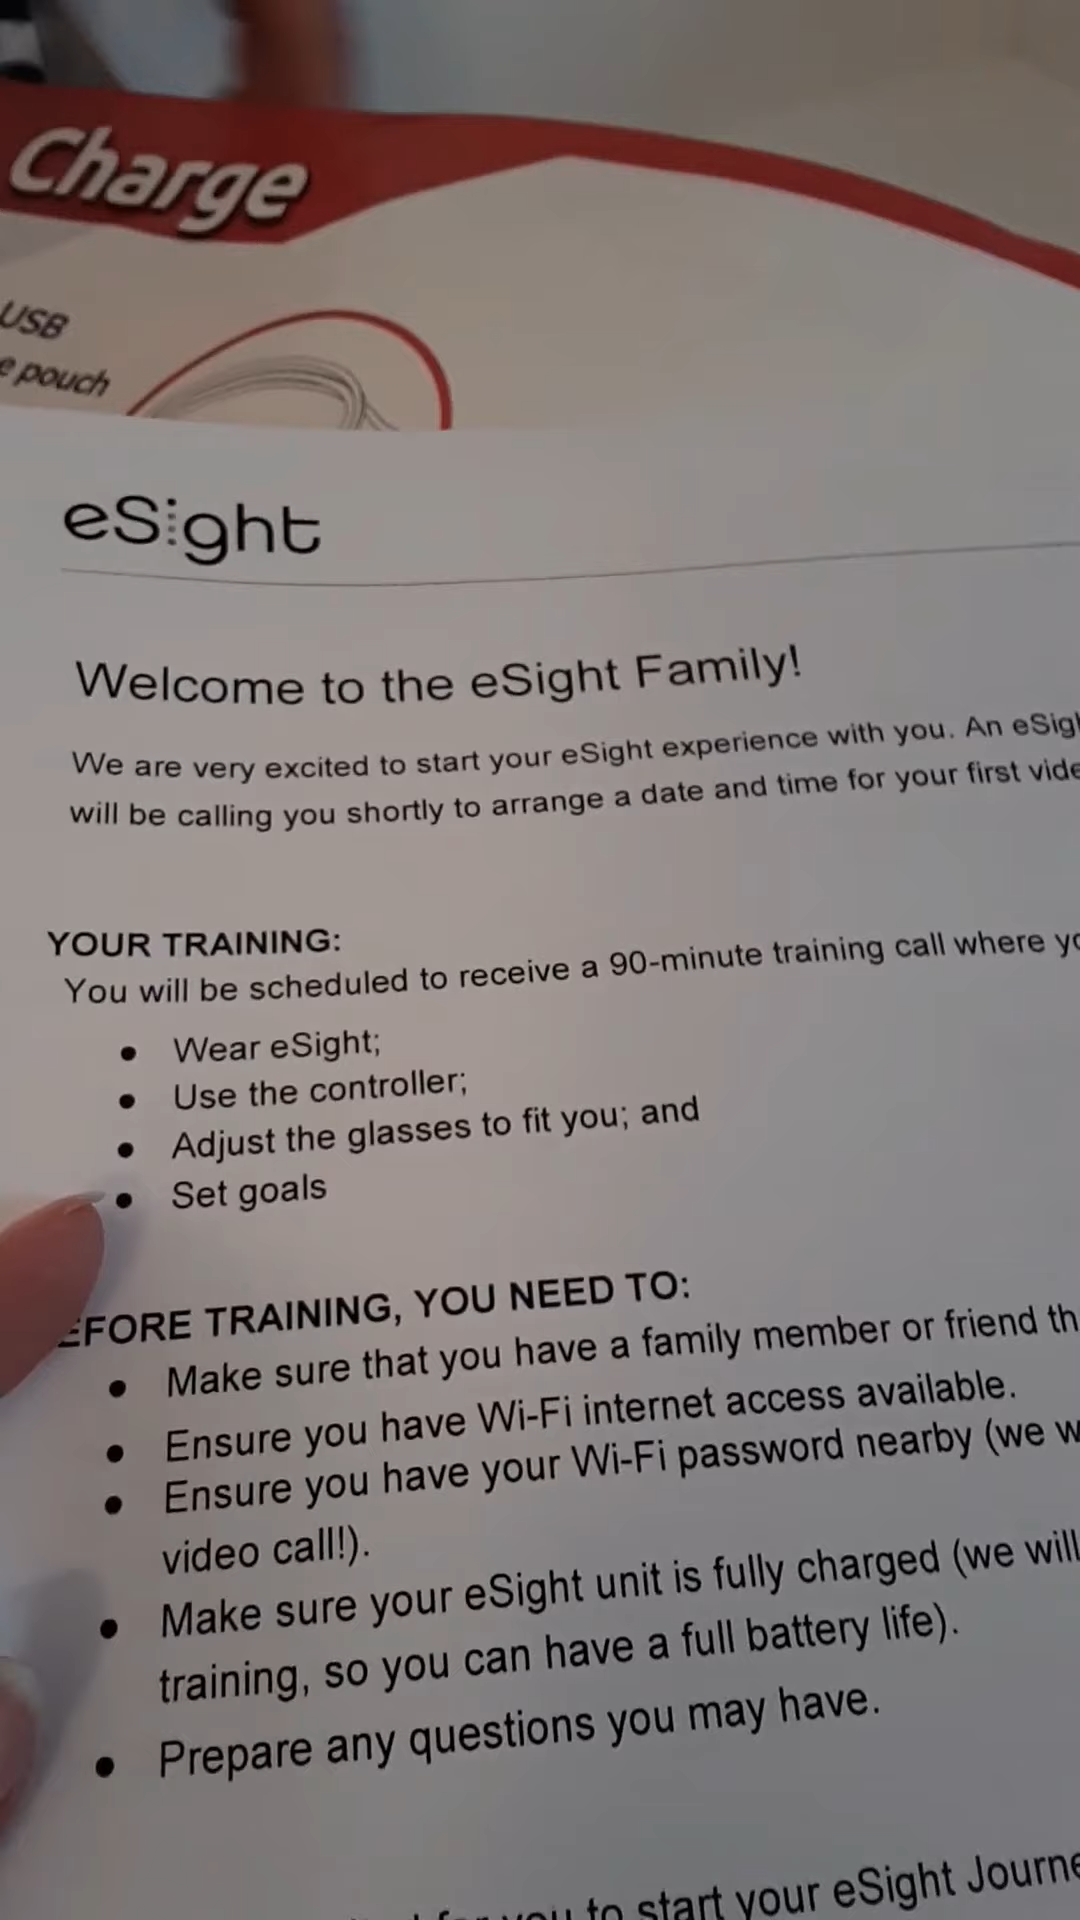 Charge
USB
pouch
eSight
Welcome to the eSight Family!
We are very excited to start your eSight experience with you. An
will be calling you shortly to arrange a date and time for your first
YOUR TRAINING:
You will be scheduled to receive a 90-minute training call where
• Wear eSight;
• Use the controller;
• Adjust the glasses to fit you; and
• Set goals
TRAINING, YOU NEED TO:
• Make sure that you have a family member or friend
• Ensure you have Wi-Fi internet access available.
• Ensure you have your Wi-Fi password nearby (we
video call!).
• Make sure your eSight unit is fully charged (we will
training, so you can have a full battery life).
• Prepare any questions you may have.
you to start your eSight